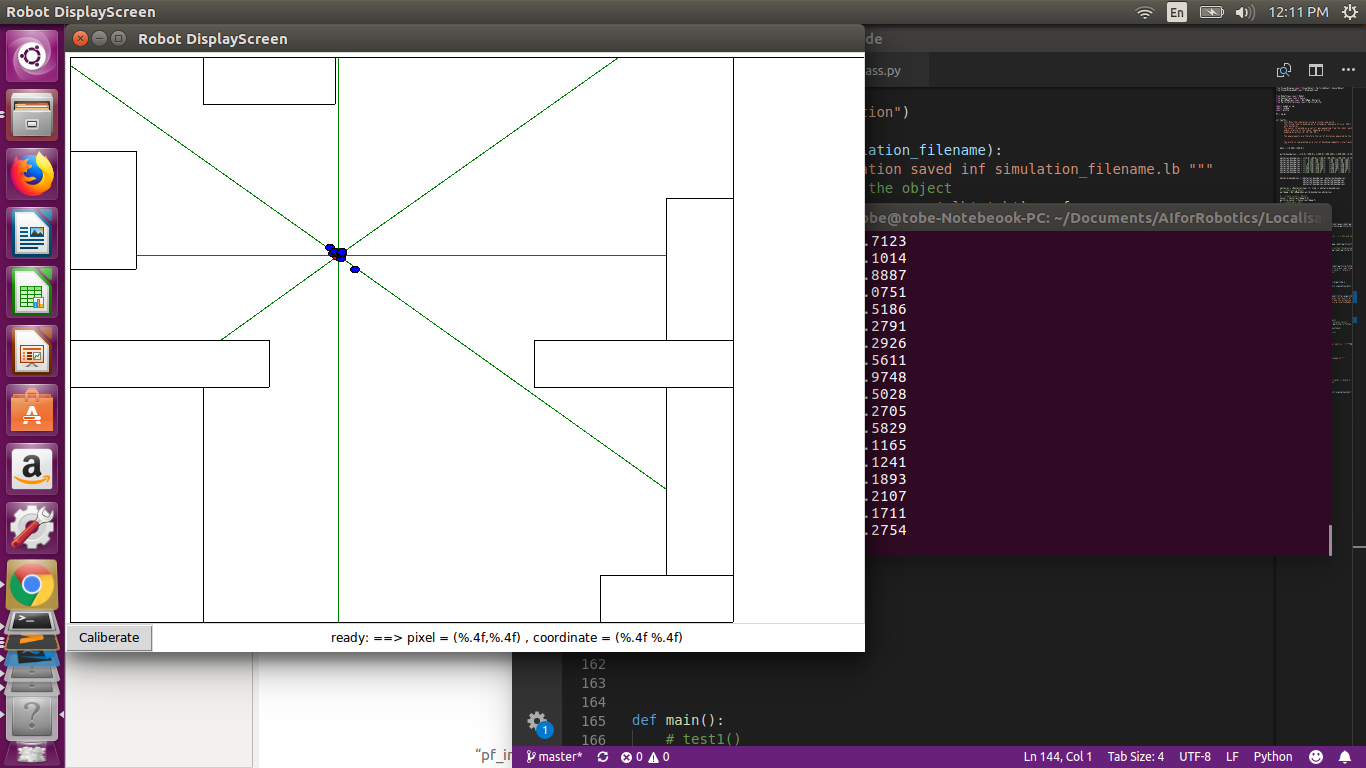 Robot DisplayScreen
En
12:11 PM
Robot DisplayScreen
de
ass.py
ion")
lation_filename):
ation saved inf simulation_filename.lb """
the object
obe@tobe-Notebeook-PC: ~/Documents/AIforRobotics/Localisa
.7123
.1014
.8887
.0751
.5186
.2791
.2926
.5611
.9748
.5028
.2705
.5829
.1165
.1241
.1893
.2107
.1711
.2754
Caliberate
ready: ==> pixel = (%.4f,%.4f) , coordinate = (%.4f %.4f)
162
163
164
165 def main():
166 # test1()
1
“pf_in
master*
0 0
Ln 144, Col 1
Tab Size: 4
UTF-8
LF
Python